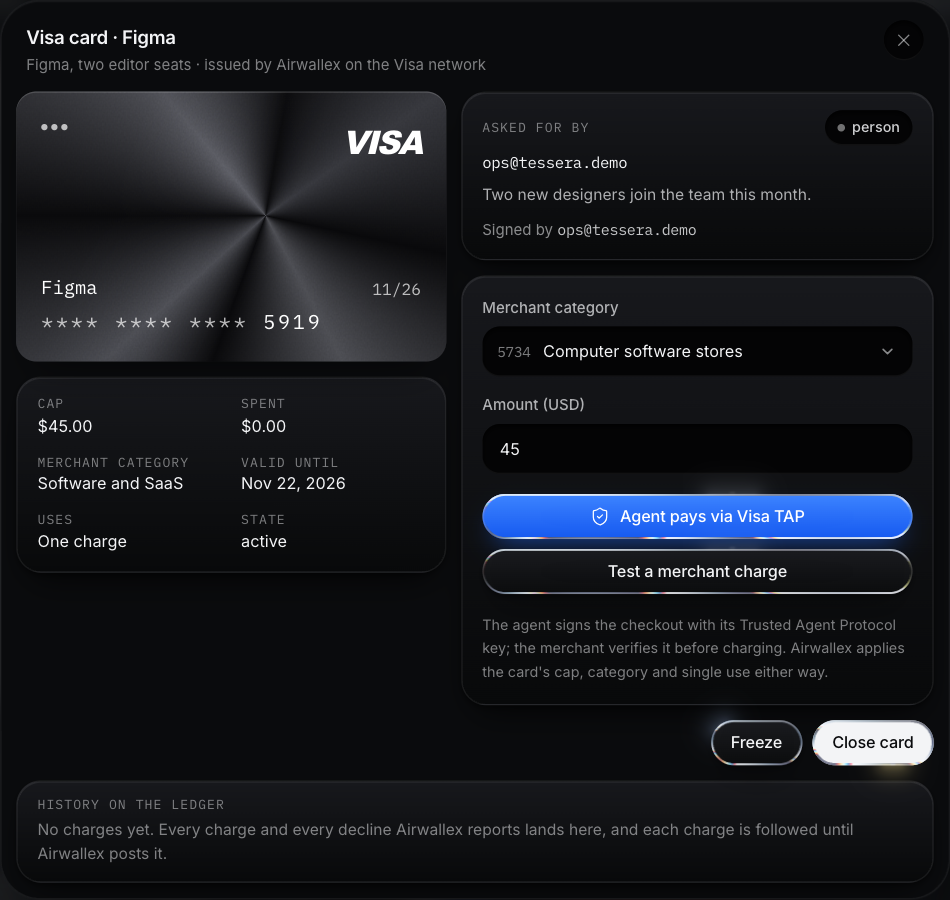 Visa card · Figma
Figma, two editor seats · issued by Airwallex on the Visa network
VISA
Figma
11/26
**** **** **** 5919
CAP
$45.00
SPENT
$0.00
MERCHANT CATEGORY
Software and SaaS
VALID UNTIL
Nov 22, 2026
USES
One charge
STATE
active
ASKED FOR BY
person
ops@tessera.demo
Two new designers join the team this month.
Signed by ops@tessera.demo
Merchant category
5734 Computer software stores
Amount (USD)
45
Agent pays via Visa TAP
Test a merchant charge
The agent signs the checkout with its Trusted Agent Protocol
key; the merchant verifies it before charging. Airwallex applies
the card's cap, category and single use either way.
Freeze
Close card
HISTORY ON THE LEDGER
No charges yet. Every charge and every decline Airwallex reports lands here, and each charge is followed until
Airwallex posts it.